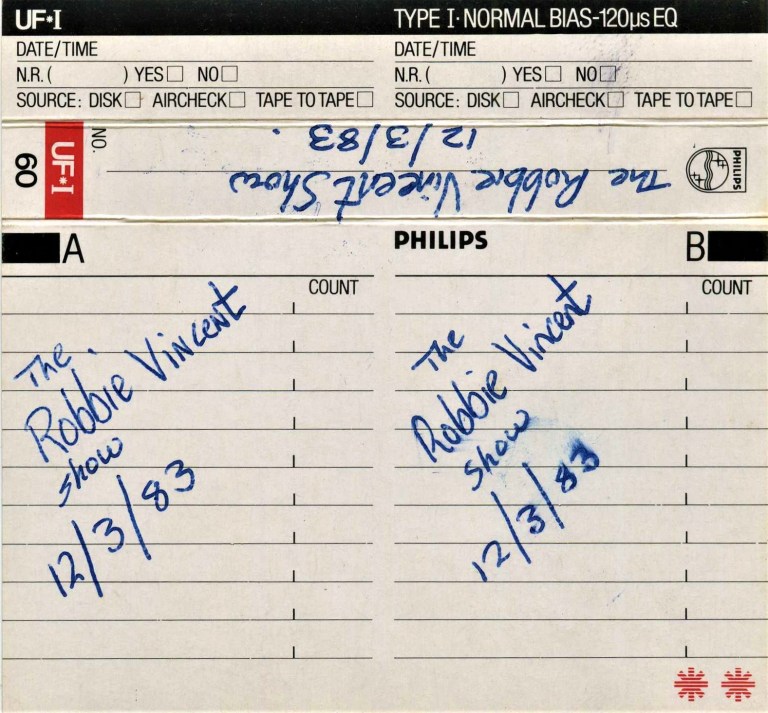 UF*I TYPE I·NORMAL BIAS-120µs EQ
DATE/TIME DATE/TIME
N.R. ( ) YES NO N.R. ( ) YES NO
SOURCE: DISK AIRCHECK TAPE TO TAPE SOURCE: DISK AIRCHECK TAPE TO TAPE
60
UF*I
NO.
The Robbie Vincent Show
12/3/83.
PHILIPS
A
PHILIPS
B
COUNT
The
Robbie Vincent
Show
12/3/83
COUNT
The
Robbie Vincent
Show
12/3/83